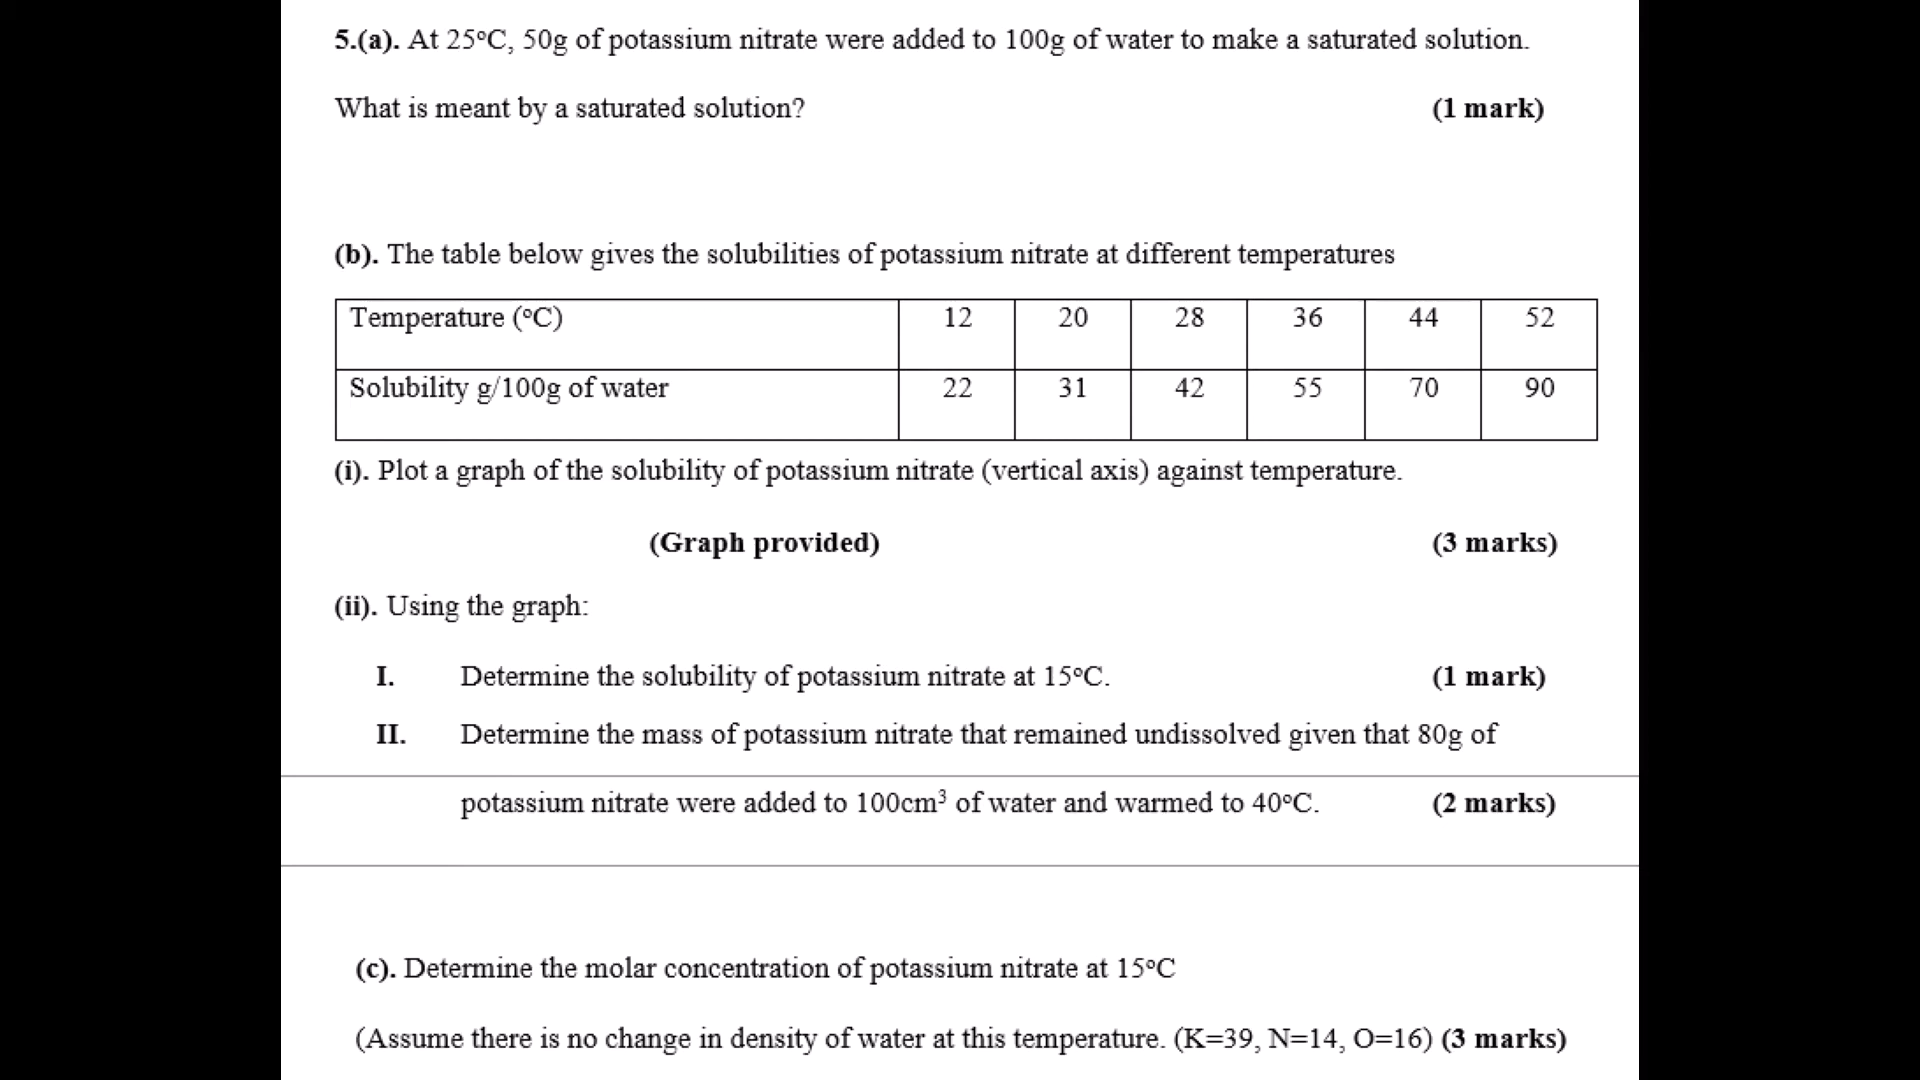 5.(a). At 25°C, 50g of potassium nitrate were added to 100g of water to make a saturated solution.
What is meant by a saturated solution? (1 mark)
(b). The table below gives the solubilities of potassium nitrate at different temperatures
Temperature (°C) 12 20 28 36 44 52
Solubility g/100g of water 22 31 42 55 70 90
(i). Plot a graph of the solubility of potassium nitrate (vertical axis) against temperature.
(Graph provided) (3 marks)
(ii). Using the graph:
I. Determine the solubility of potassium nitrate at 15°C. (1 mark)
II. Determine the mass of potassium nitrate that remained undissolved given that 80g of
potassium nitrate were added to 100cm³ of water and warmed to 40°C. (2 marks)
(c). Determine the molar concentration of potassium nitrate at 15°C
(Assume there is no change in density of water at this temperature. (K=39, N=14, O=16) (3 marks)